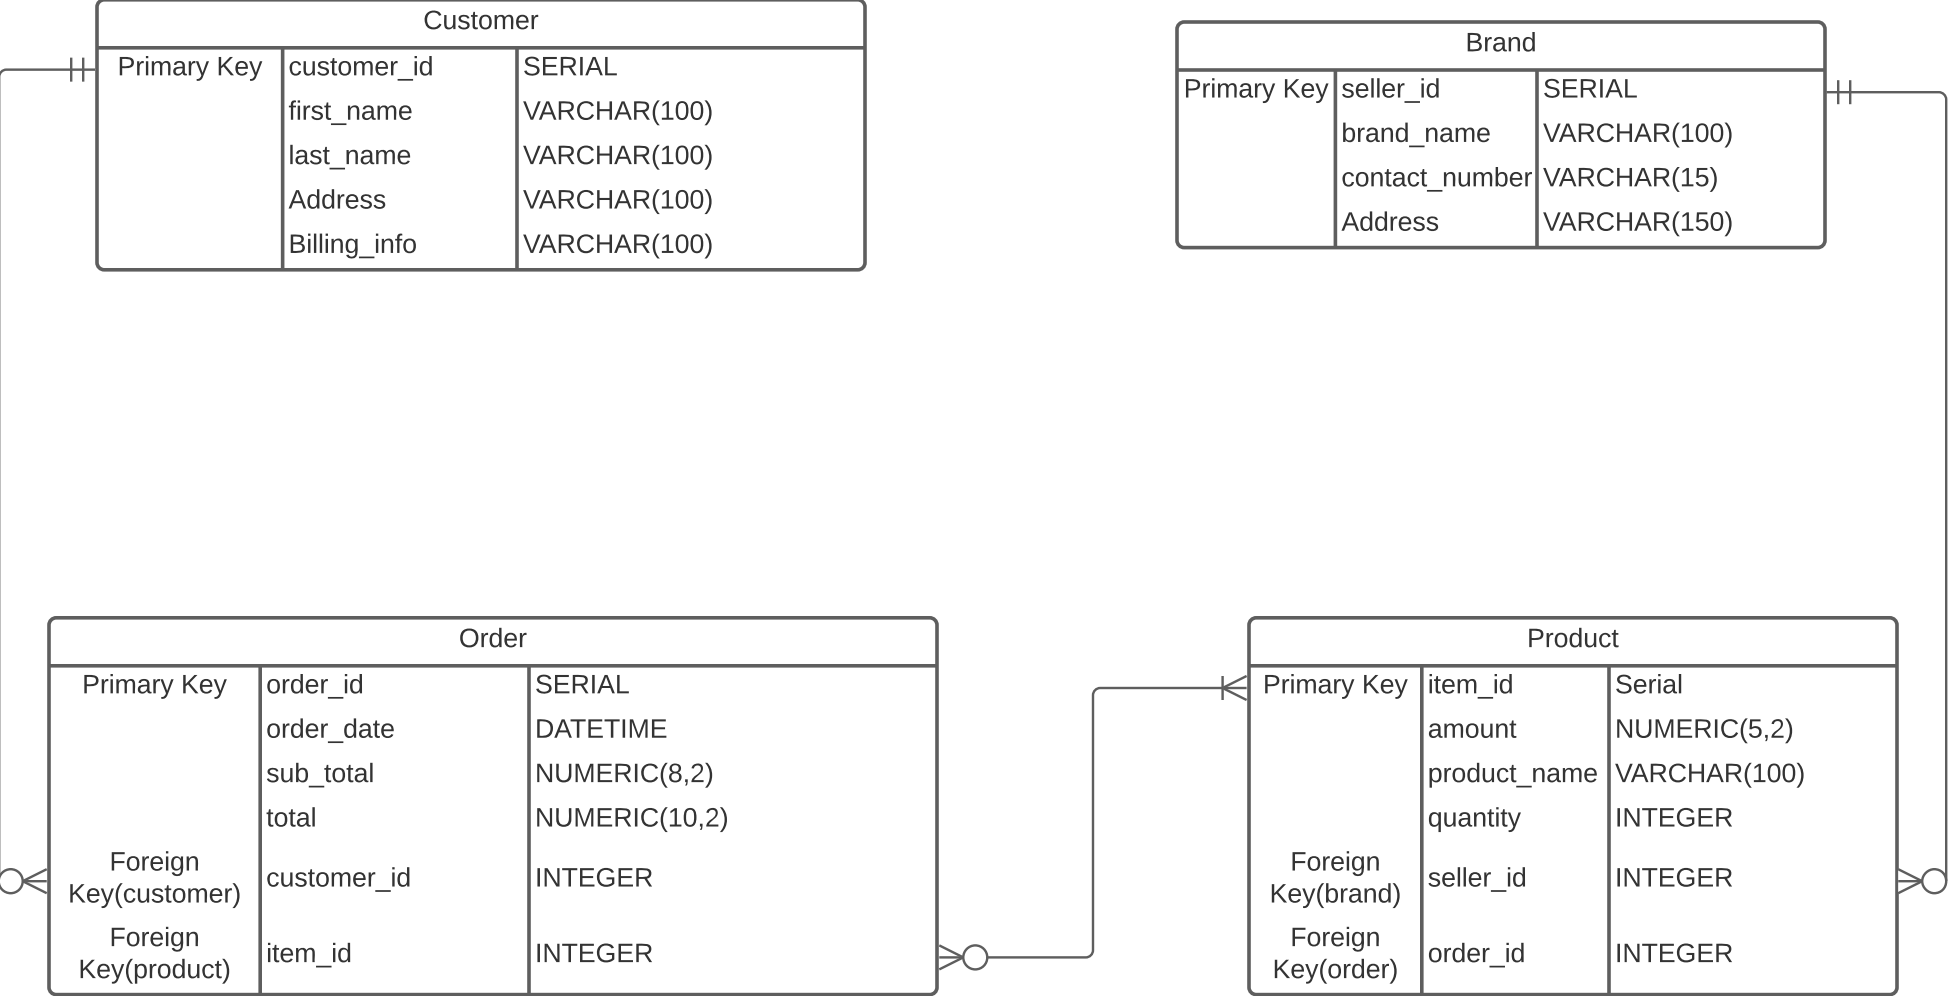 Customer
Primary Key customer_id SERIAL
first_name VARCHAR(100)
last_name VARCHAR(100)
Address VARCHAR(100)
Billing_info VARCHAR(100)
Brand
Primary Key seller_id SERIAL
brand_name VARCHAR(100)
contact_number VARCHAR(15)
Address VARCHAR(150)
Order
Primary Key order_id SERIAL
order_date DATETIME
sub_total NUMERIC(8,2)
total NUMERIC(10,2)
Foreign
Key(customer) customer_id INTEGER
Foreign
Key(product) item_id INTEGER
Product
Primary Key item_id Serial
amount NUMERIC(5,2)
product_name VARCHAR(100)
quantity INTEGER
Foreign
Key(brand) seller_id INTEGER
Foreign
Key(order) order_id INTEGER